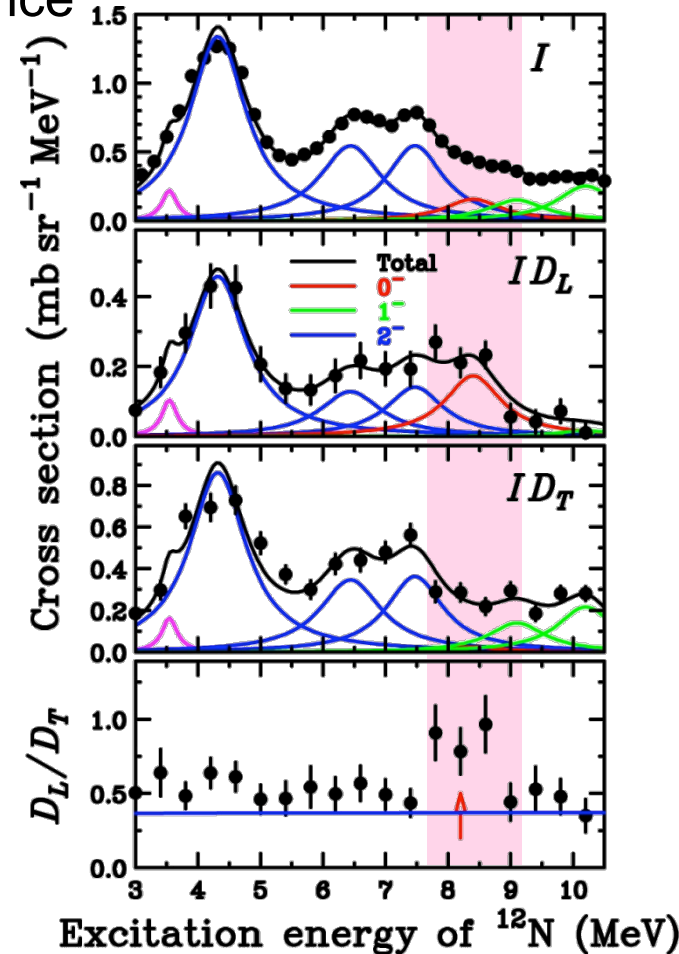 ice
1.5
1.0
0.5
0.0
I
0.4
0.2
0.0
Total
0⁻
1⁻
2⁻
ID_L
0.8
0.6
0.4
0.2
0.0
ID_T
1.0
0.5
0.0
Cross section (mb sr⁻¹ MeV⁻¹)
D_L/D_T
3 4 5 6 7 8 9 10
Excitation energy of ¹²N (MeV)